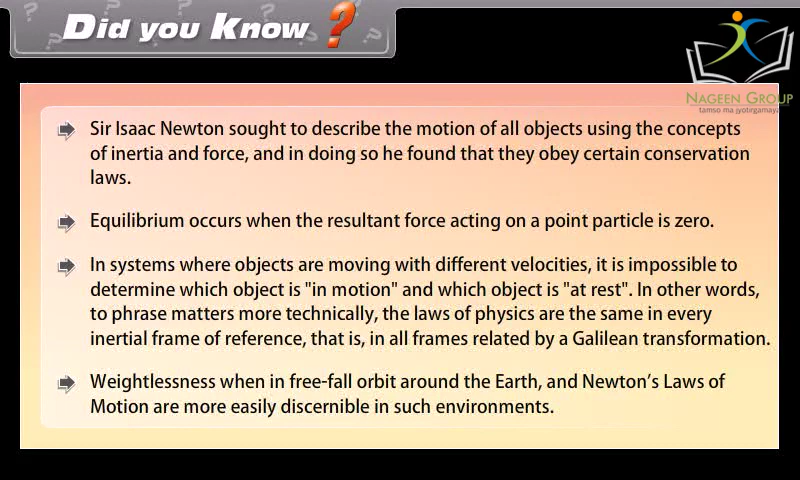 Did you Know ?
NAGEEN GROUP
tamso ma jyotirgamaya
Sir Isaac Newton sought to describe the motion of all objects using the concepts
of inertia and force, and in doing so he found that they obey certain conservation
laws.
Equilibrium occurs when the resultant force acting on a point particle is zero.
In systems where objects are moving with different velocities, it is impossible to
determine which object is "in motion" and which object is "at rest". In other words,
to phrase matters more technically, the laws of physics are the same in every
inertial frame of reference, that is, in all frames related by a Galilean transformation.
Weightlessness when in free-fall orbit around the Earth, and Newton's Laws of
Motion are more easily discernible in such environments.